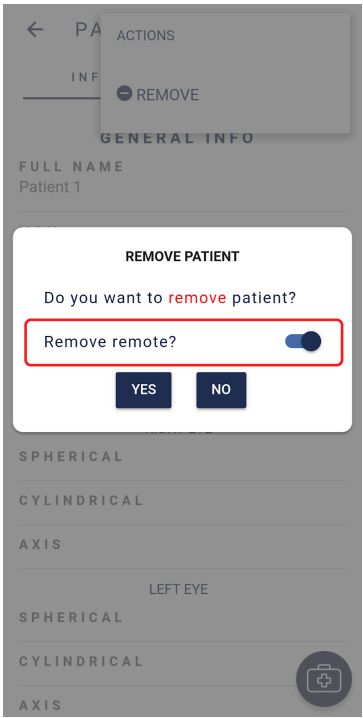 PA
ACTIONS
INF
REMOVE
GENERAL INFO
FULL NAME
Patient 1
REMOVE PATIENT
Do you want to remove patient?
Remove remote?
YES
NO
SPHERICAL
CYLINDRICAL
AXIS
LEFT EYE
SPHERICAL
CYLINDRICAL
AXIS